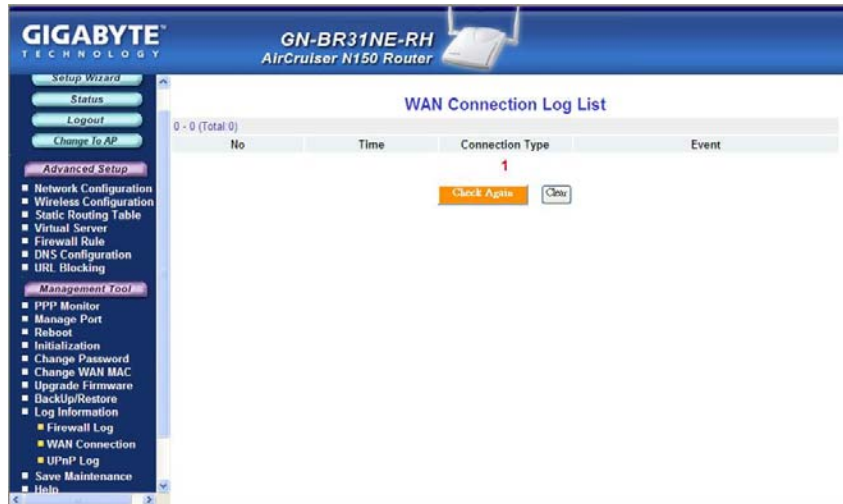 GIGABYTE™
TECHNOLOGY
GN-BR31NE-RH
AirCruiser N150 Router
Setup Wizard
Status
Logout
Change To AP
Advanced Setup
Network Configuration
Wireless Configuration
Static Routing Table
Virtual Server
Firewall Rule
DNS Configuration
URL Blocking
Management Tool
PPP Monitor
Manage Port
Reboot
Initialization
Change Password
Change WAN MAC
Upgrade Firmware
BackUp/Restore
Log Information
Firewall Log
WAN Connection
UPnP Log
Save Maintenance
Help
WAN Connection Log List
0 - 0 (Total:0)
No Time Connection Type Event
1
Check Again Clear